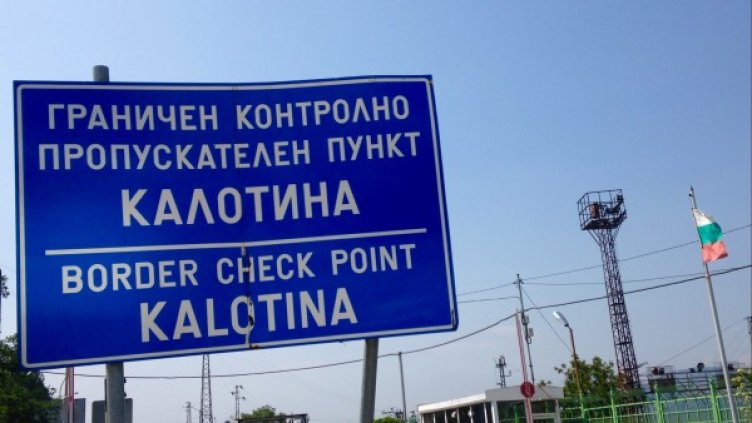 ГРАНИЧЕН КОНТРОЛНО
ПРОПУСКАТЕЛЕН ПУНКТ
КАЛОТИНА
BORDER CHECK POINT
KALOTINA